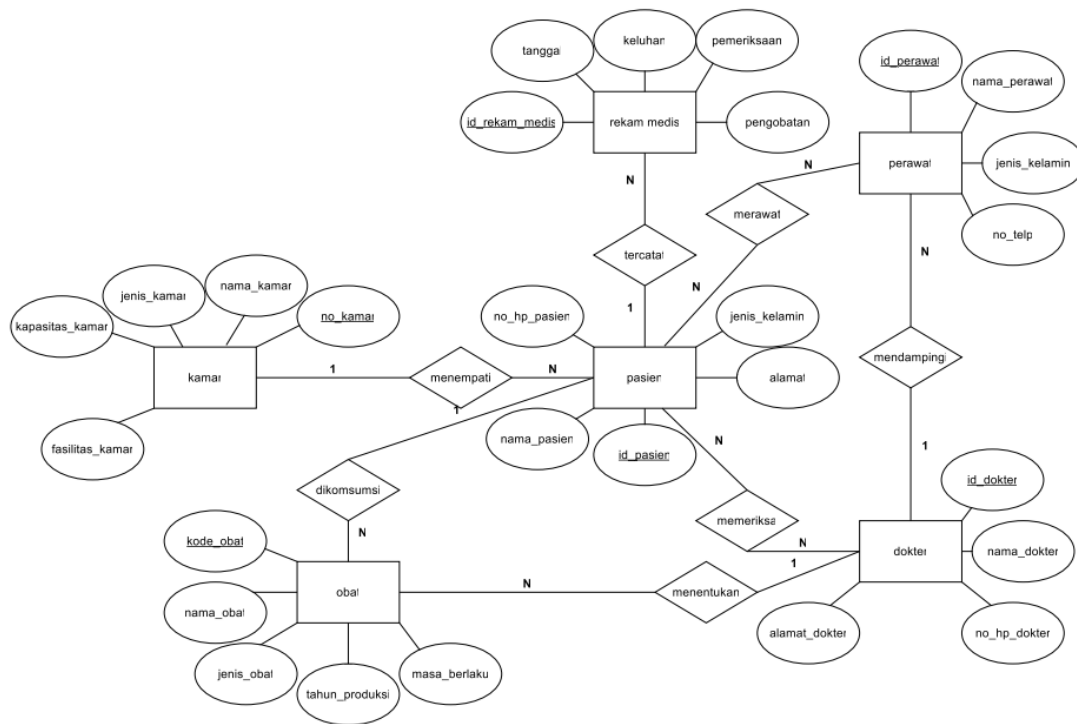 keluhan
tanggal
pemeriksaan
id_perawat
nama_perawat
id_rekam_medis
rekam medis
pengobatan
perawat
jenis_kelamin
N
N
merawat
no_telp
tercatat
N
nama_kamar
jenis_kamar
N
no_hp_pasien
jenis_kelamin
kapasitas_kamar
no_kamar
1
mendampingi
kamar
1
menempati
N
pasien
alamat
1
fasilitas_kamar
nama_pasien
id_pasien
N
1
dikomsumsi
id_dokter
memeriksa
N
kode_obat
N
dokter
nama_dokter
1
obat
N
menentukan
nama_obat
alamat_dokter
no_hp_dokter
jenis_obat
masa_berlaku
tahun_produksi